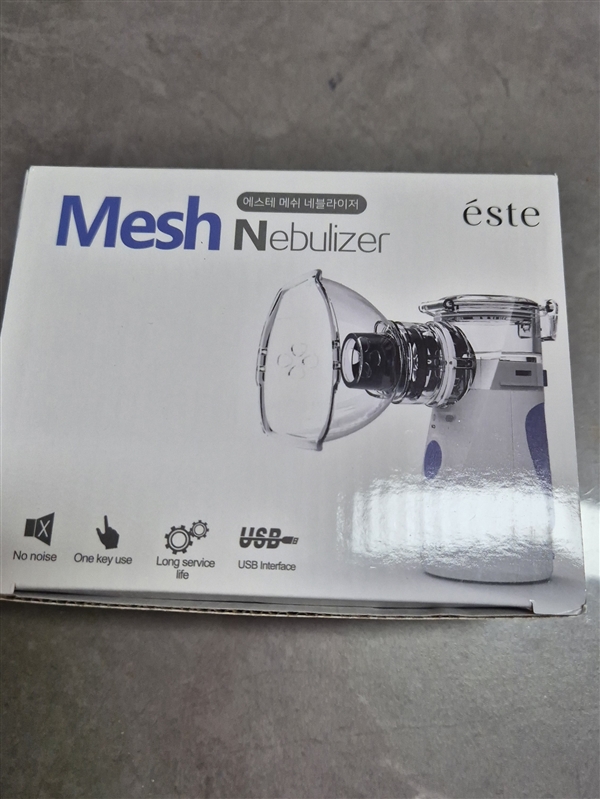 에스테 메쉬 네블라이저
éste
Mesh Nebulizer
No noise
One key use
Long service
life
USB
USB Interface